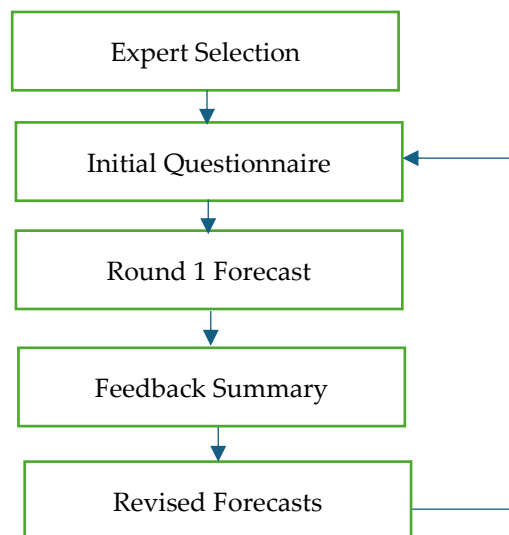 Expert Selection
Initial Questionnaire
Round 1 Forecast
Feedback Summary
Revised Forecasts